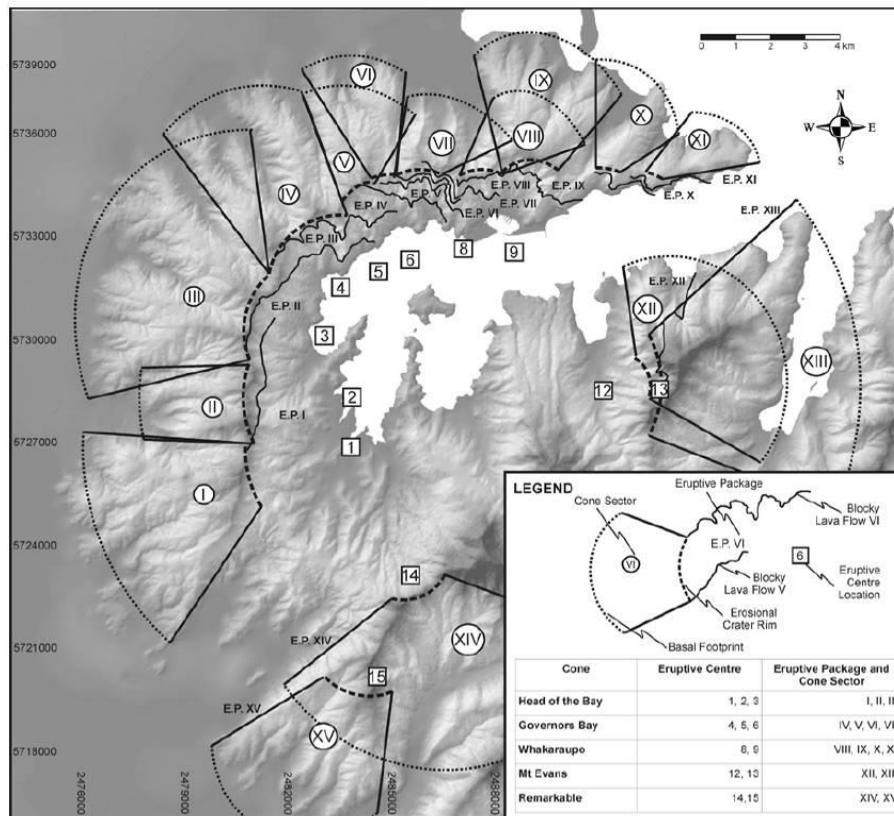 5739000
5736000
5733000
5730000
5727000
5724000
5721000
5718000
2476000
2479000
2482000
2485000
2488000
0 1 2 3 4 km
N
W E
S
VI
IX
V
VII
VIII
X
XI
IV
III
II
I
XII
XIII
XIV
XV
E.P. I
E.P. II
E.P. III
E.P. IV
E.P. V
E.P. VI
E.P. VII
E.P. VIII
E.P. IX
E.P. X
E.P. XI
E.P. XII
E.P. XIII
E.P. XIV
E.P. XV
1
2
3
4
5
6
8
9
12
13
14
15
LEGEND
Eruptive Package
Cone Sector
Blocky
Lava Flow VI
E.P. VI
VI
6
Blocky
Lava Flow V
Eruptive
Centre
Location
Erosional
Crater Rim
Basal Footprint
Cone Eruptive Centre Eruptive Package and
Cone Sector
Head of the Bay 1, 2, 3 I, II, II
Governors Bay 4, 5, 6 IV, V, VI, VI
Whakaraupo 8, 9 VIII, IX, X, X
Mt Evans 12, 13 XII, XII
Remarkable 14,15 XIV, XV